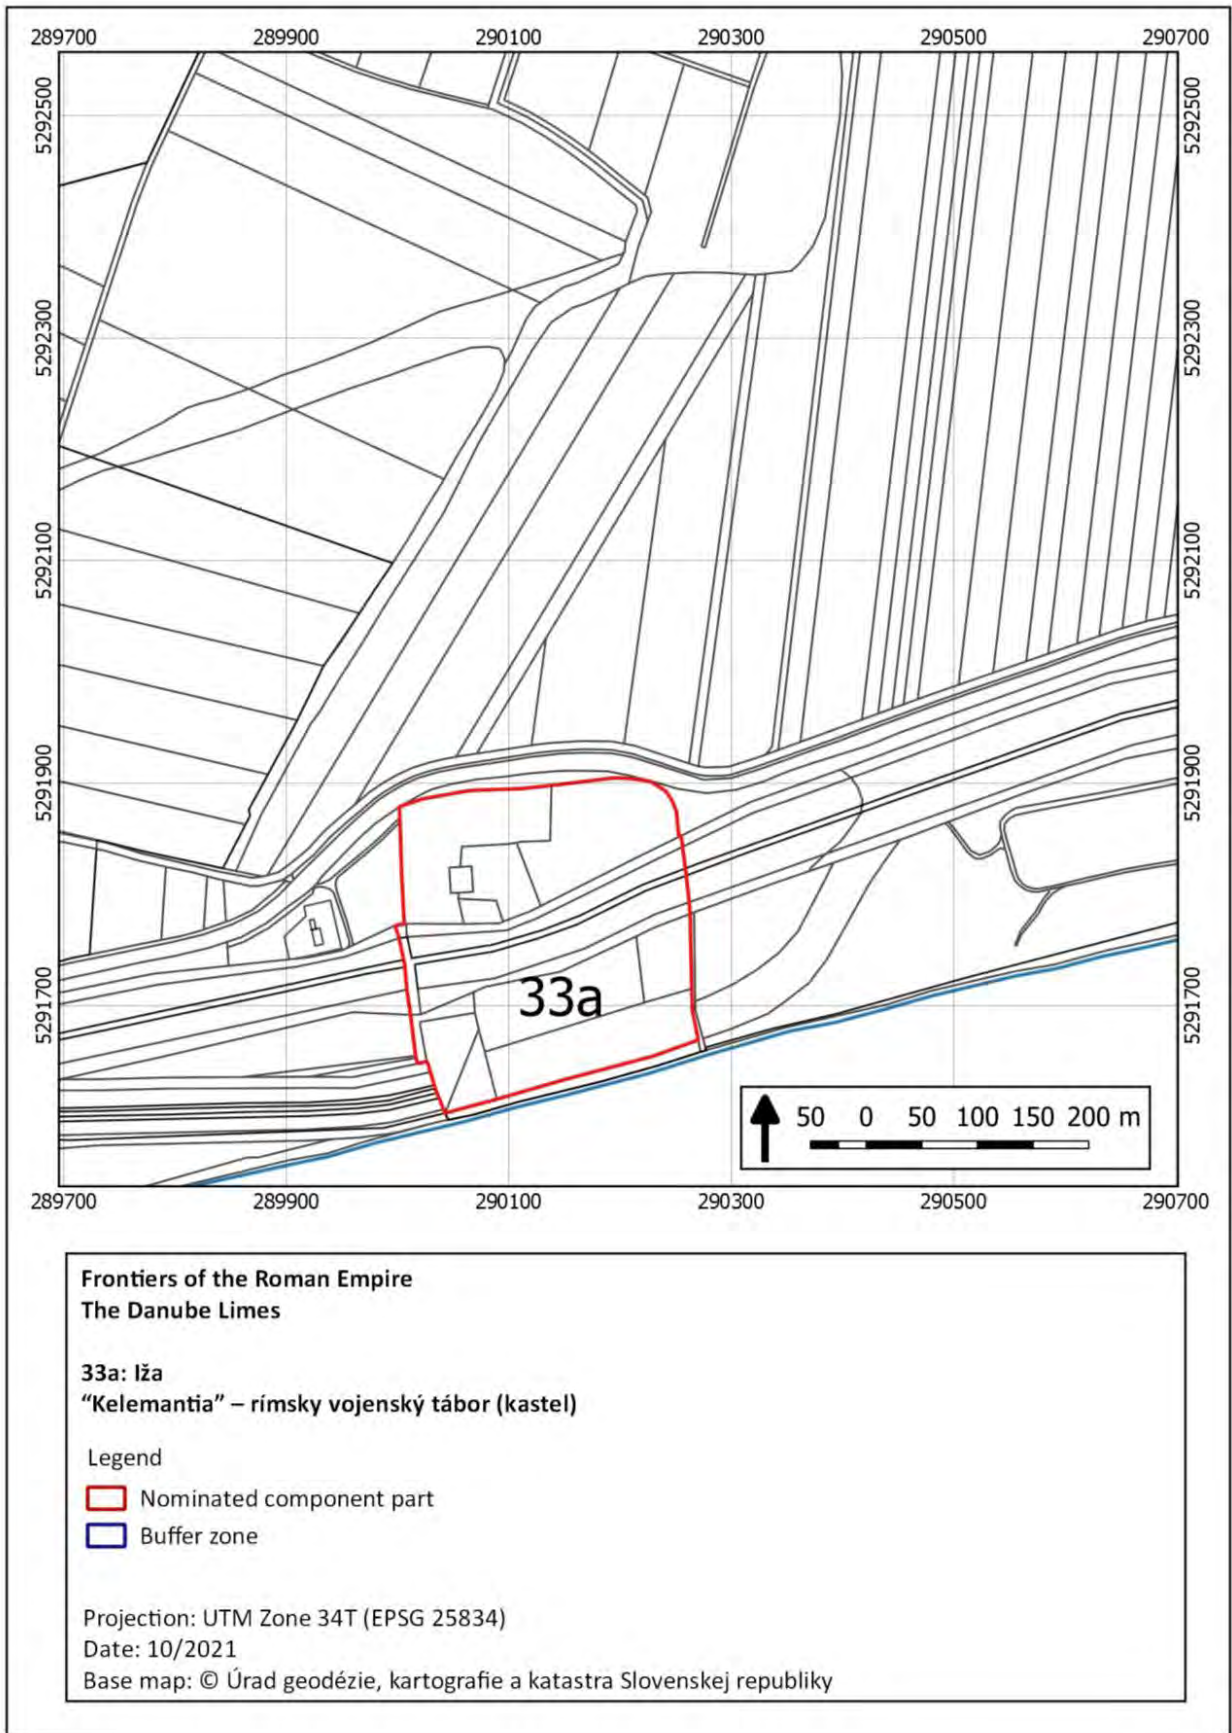 289700 289900 290100 290300 290500 290700
5292500 5292500
5292300 5292300
5292100 5292100
5291900 5291900
5291700 5291700
33a
50 0 50 100 150 200 m
289700 289900 290100 290300 290500 290700
Frontiers of the Roman Empire
The Danube Limes
33a: Iža
“Kelemantia” – rímsky vojenský tábor (kastel)
Legend
Nominated component part
Buffer zone
Projection: UTM Zone 34T (EPSG 25834)
Date: 10/2021
Base map: © Úrad geodézie, kartografie a katastra Slovenskej republiky